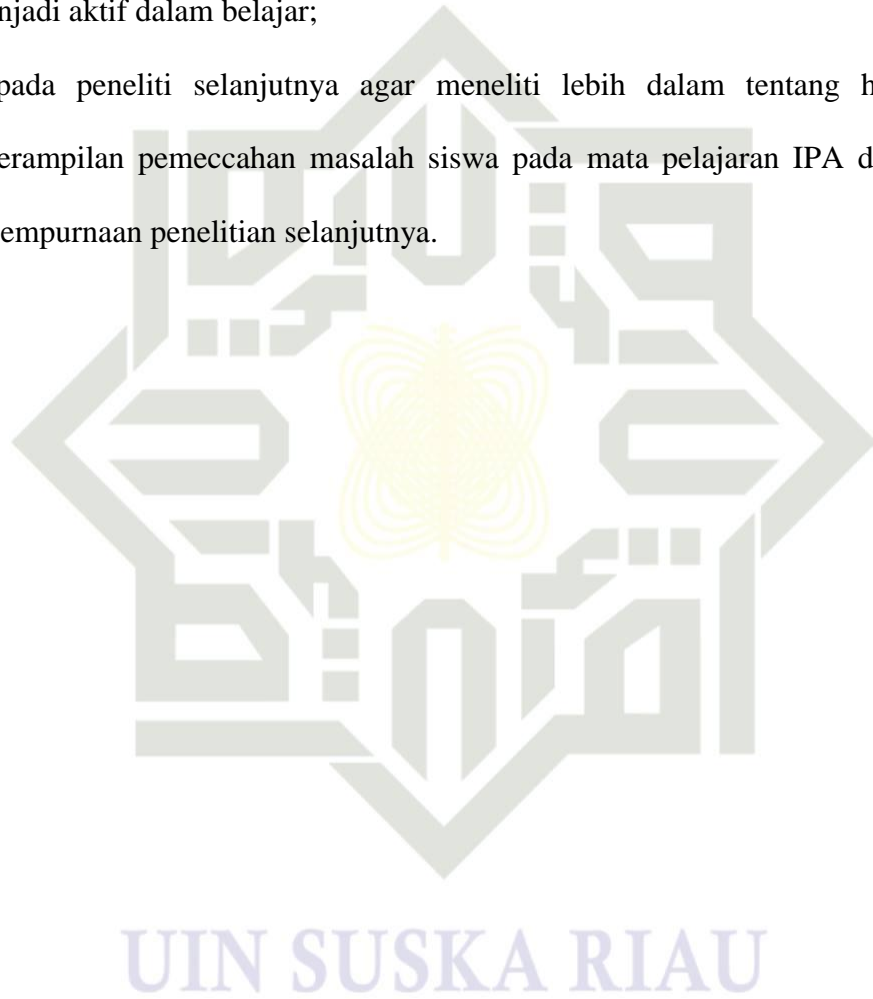 njadi aktif dalam belajar;
pada peneliti selanjutnya agar meneliti lebih dalam tentang h
erampilan pemeccahan masalah siswa pada mata pelajaran IPA d
empurnaan penelitian selanjutnya.
UIN SUSKA RIAU